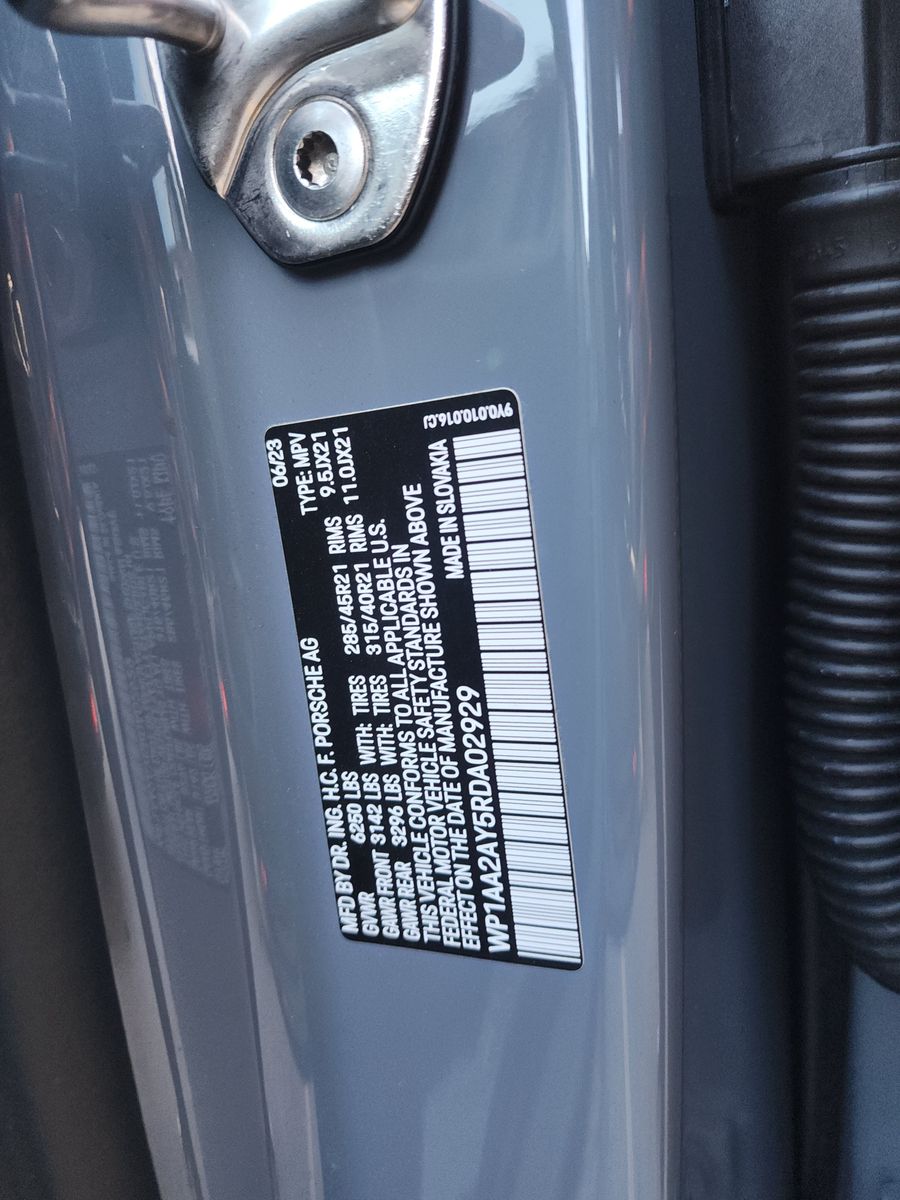 06/23
MFD BY DR. ING. H.C. F. PORSCHE AG TYPE: MPV
GVWR 6250 LBS
GAWR FRONT 3142 LBS WITH: TIRES 285/45R21 RIMS 9.5JX21
GAWR REAR 3296 LBS WITH: TIRES 315/40R21 RIMS 11.0JX21
THIS VEHICLE CONFORMS TO ALL APPLICABLE U.S.
FEDERAL MOTOR VEHICLE SAFETY STANDARDS IN
EFFECT ON THE DATE OF MANUFACTURE SHOWN ABOVE
WP1AA2AY5RDA02929 MADE IN SLOVAKIA
9Y0.010.016.CJ